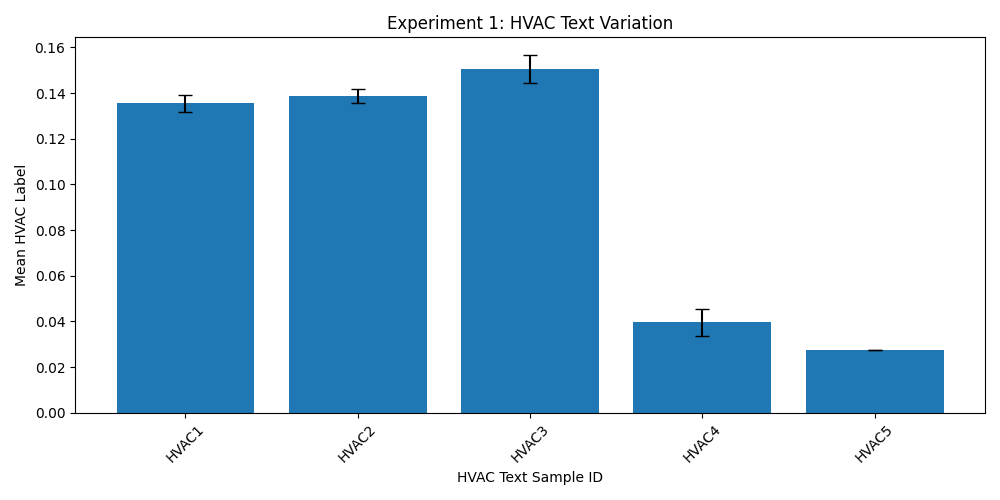 Experiment 1: HVAC Text Variation
Mean HVAC Label
0.16
0.14
0.12
0.10
0.08
0.06
0.04
0.02
0.00
HVAC1
HVAC2
HVAC3
HVAC4
HVAC5
HVAC Text Sample ID